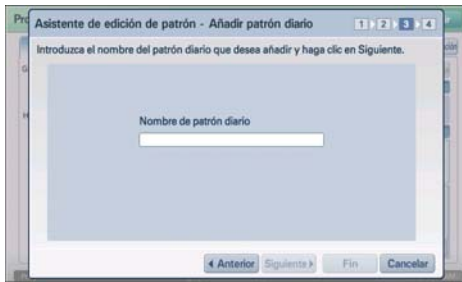 Asistente de edición de patrón - Añadir patrón diario
1 2 3 4
Introduzca el nombre del patrón diario que desea añadir y haga clic en Siguiente.
Nombre de patrón diario
Anterior Siguiente Fin Cancelar